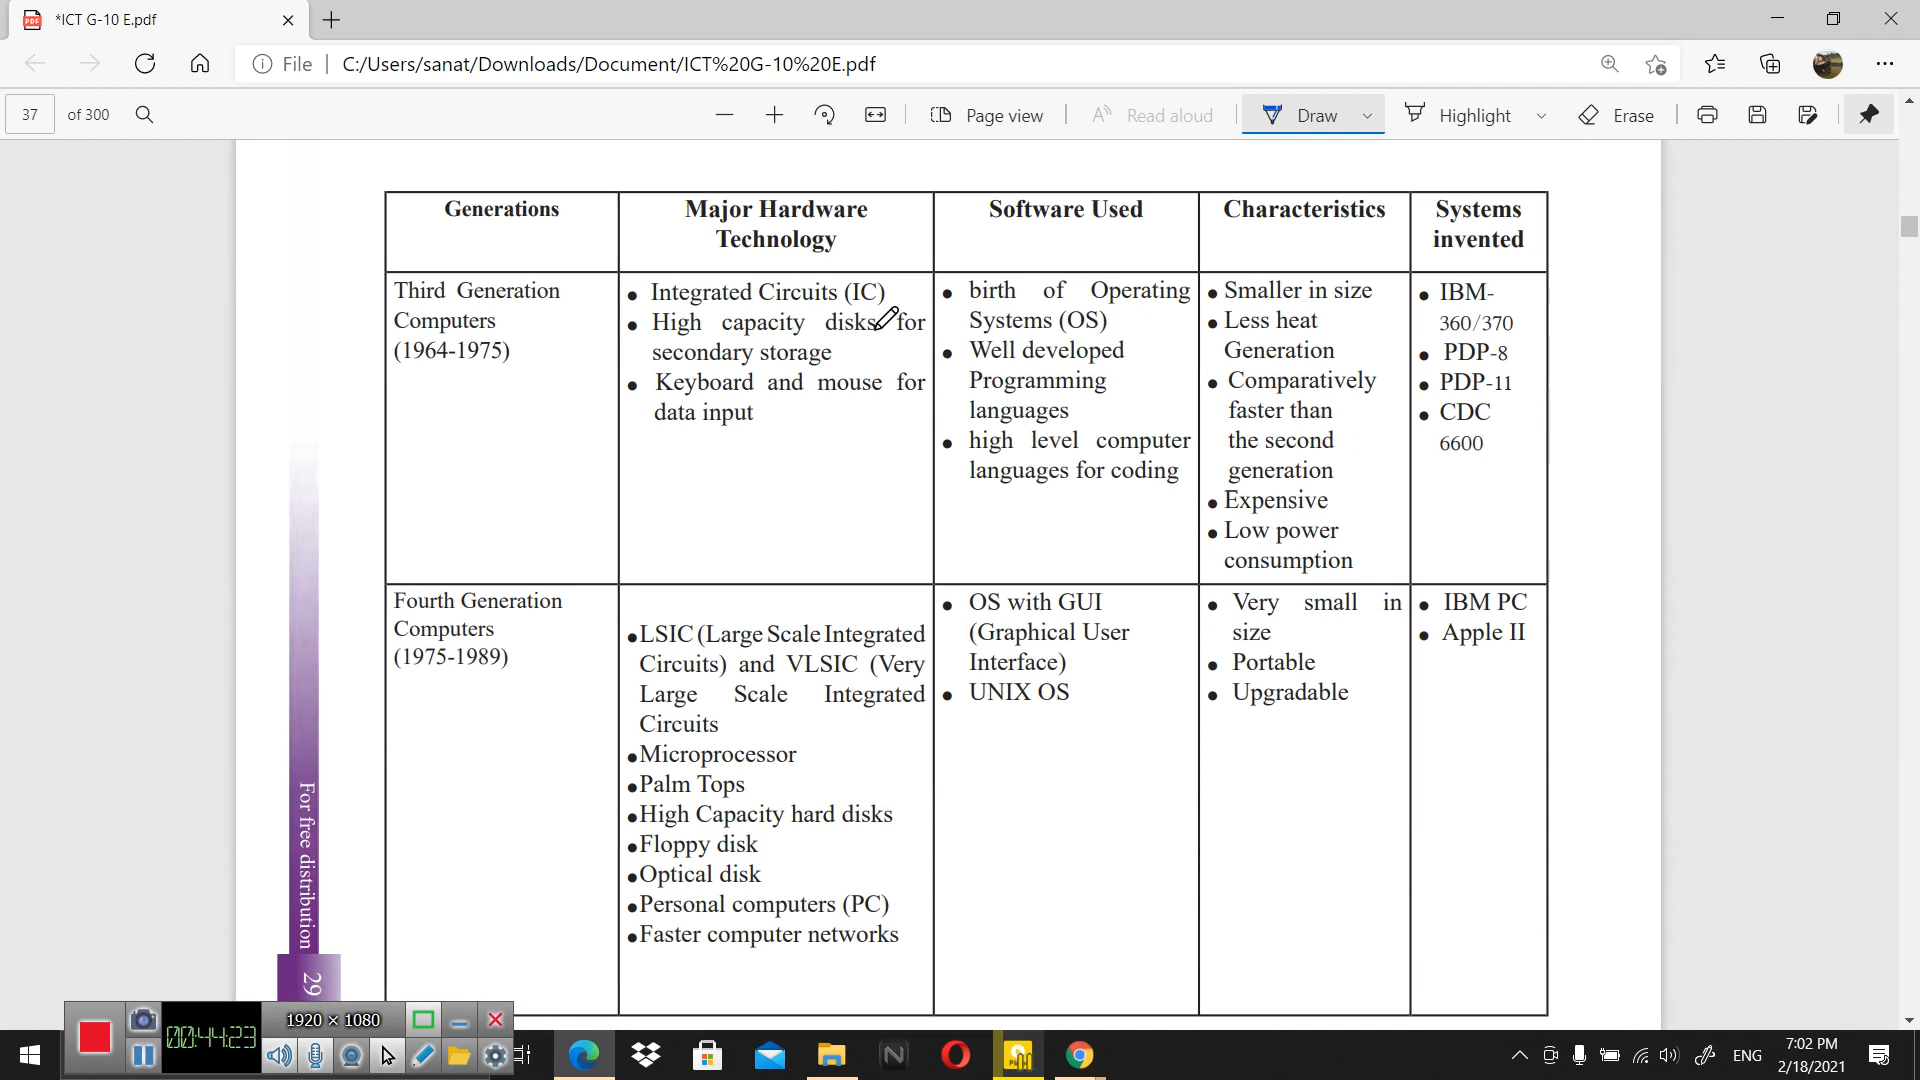 *ICT G-10 E.pdf
File
C:/Users/sanat/Downloads/Document/ICT%20G-10%20E.pdf
37 of 300
Page view
Read aloud
Draw
Highlight
Erase
Generations
Major Hardware
Technology
Software Used
Characteristics
Systems
invented
Third Generation
Computers
(1964-1975)
● Integrated Circuits (IC)
● High capacity disks for
secondary storage
● Keyboard and mouse for
data input
● birth of Operating
Systems (OS)
● Well developed
Programming
languages
● high level computer
languages for coding
● Smaller in size
● Less heat
Generation
● Comparatively
faster than
the second
generation
● Expensive
● Low power
consumption
● IBM-
360/370
● PDP-8
● PDP-11
● CDC
6600
Fourth Generation
Computers
(1975-1989)
● LSIC (Large Scale Integrated
Circuits) and VLSIC (Very
Large Scale Integrated
Circuits
● Microprocessor
● Palm Tops
● High Capacity hard disks
● Floppy disk
● Optical disk
● Personal computers (PC)
● Faster computer networks
● OS with GUI
(Graphical User
Interface)
● UNIX OS
● Very small in
size
● Portable
● Upgradable
● IBM PC
● Apple II
For free distribution
29
00:44:23
1920 × 1080
ENG
7:02 PM
2/18/2021